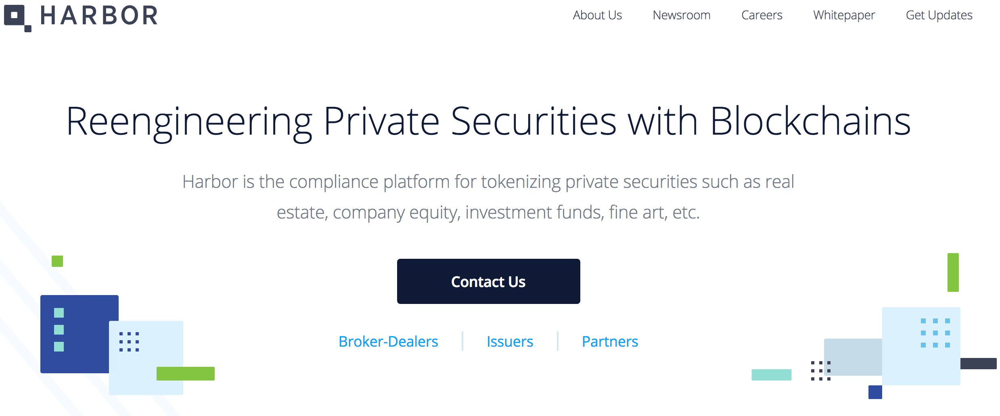 HARBOR
About Us
Newsroom
Careers
Whitepaper
Get Updates
Reengineering Private Securities with Blockchains
Harbor is the compliance platform for tokenizing private securities such as real
estate, company equity, investment funds, fine art, etc.
Contact Us
Broker-Dealers
Issuers
Partners